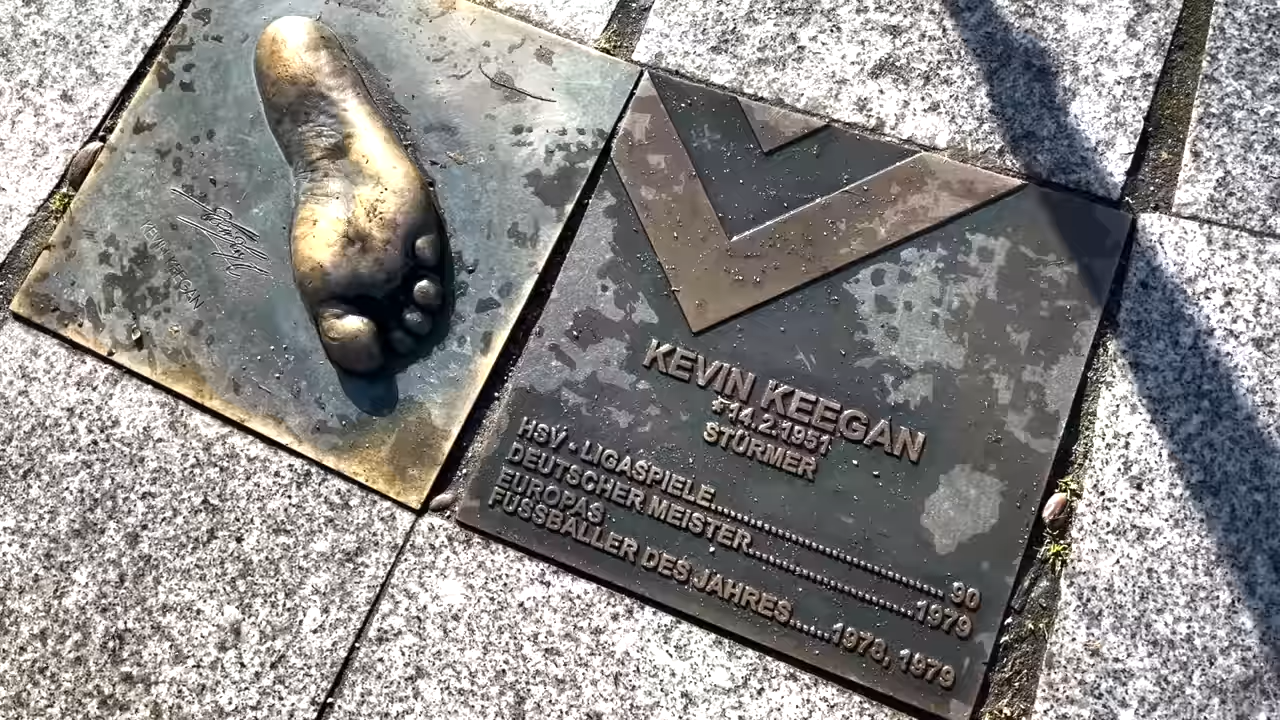 KEVIN KEEGAN
KEVIN KEEGAN
*14.2.1951
STÜRMER
HSV - LIGASPIELE.......................... 90
DEUTSCHER MEISTER..................1979
EUROPAS
FUSSBALLER DES JAHRES......1978, 1979